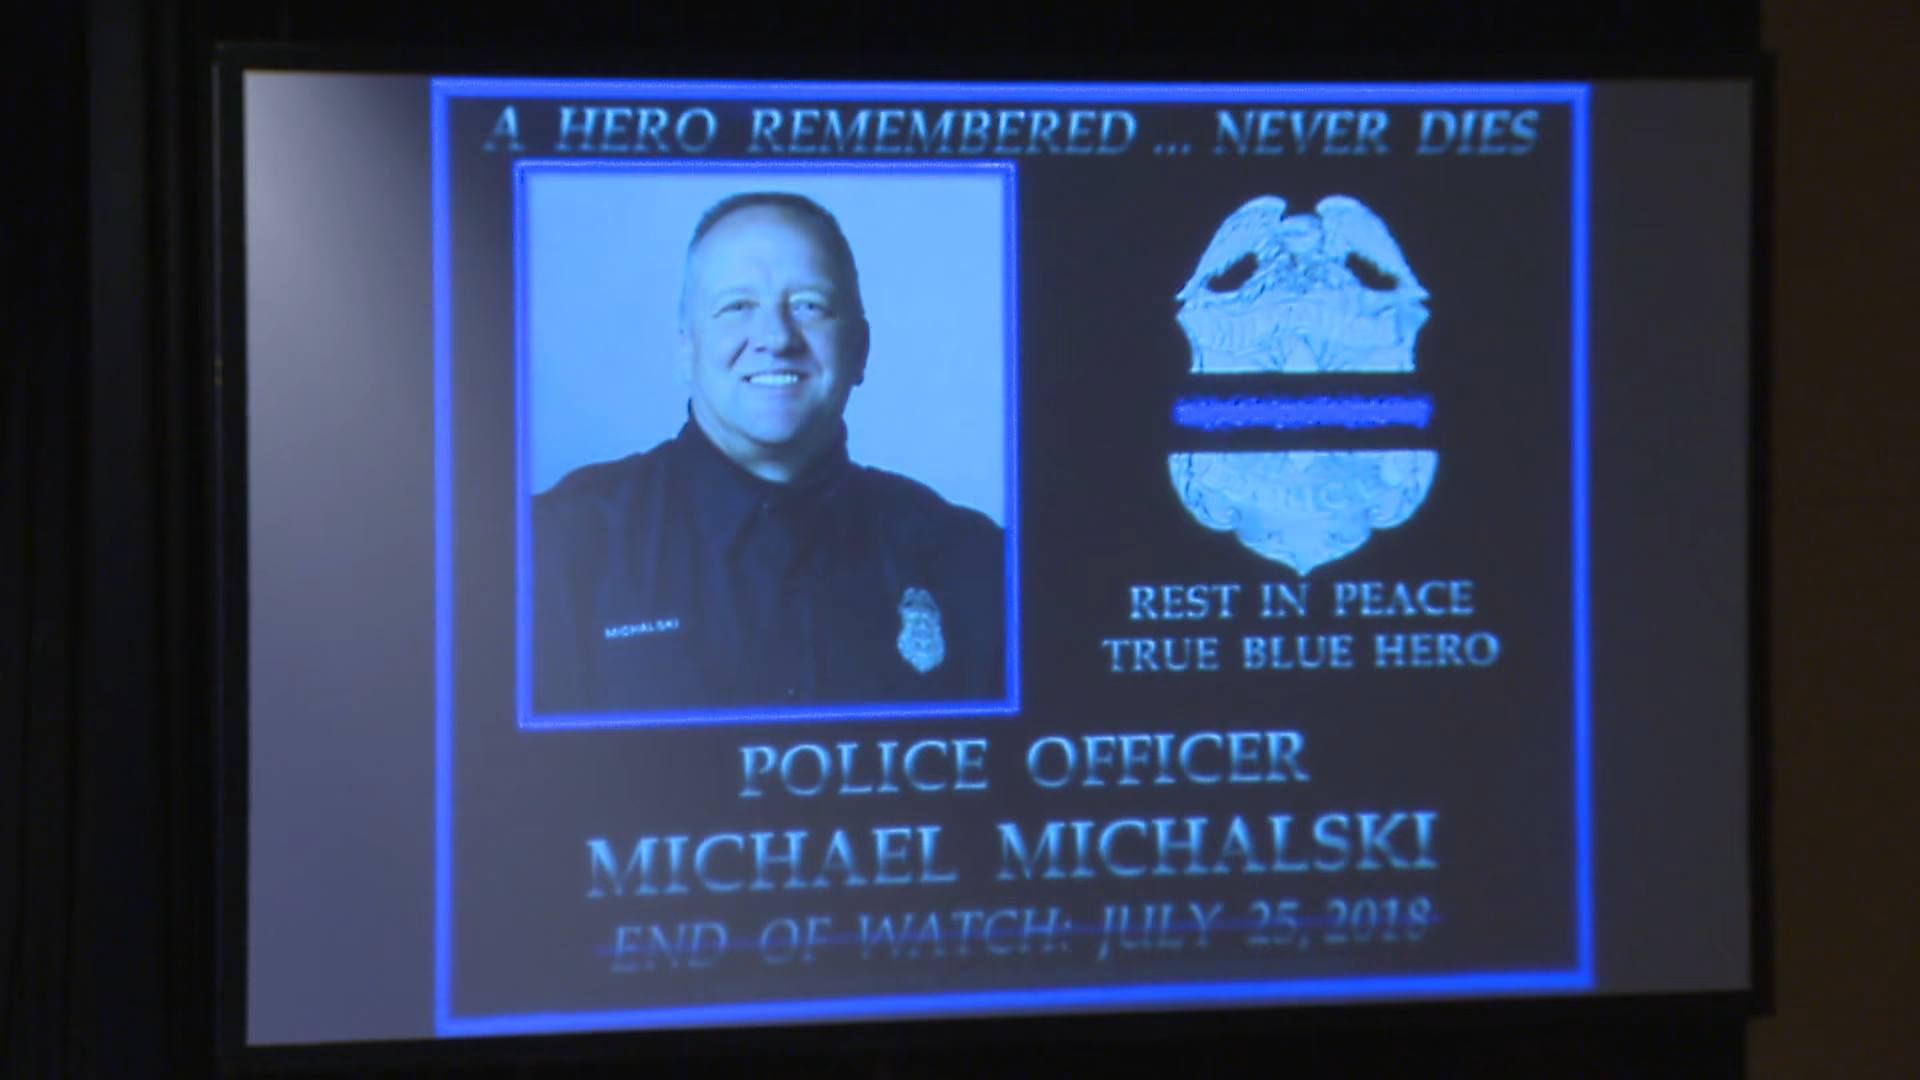 A HERO REMEMBERED ... NEVER DIES
MICHALSKI
POLICE
REST IN PEACE
TRUE BLUE HERO
POLICE OFFICER
MICHAEL MICHALSKI
END OF WATCH: JULY 25, 2018